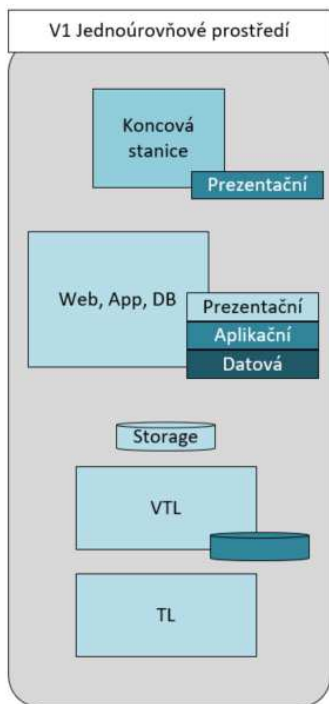 V1 Jednoúrovňové prostředí
Koncová
stanice
Prezentační
Web, App, DB
Prezentační
Aplikační
Datová
Storage
VTL
TL